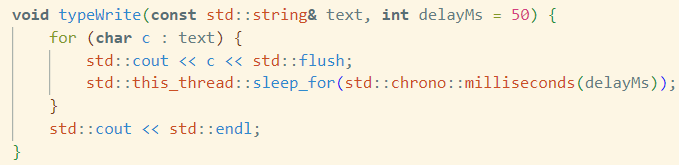 void typeWrite(const std::string& text, int delayMs = 50) {
    for (char c : text) {
        std::cout << c << std::flush;
        std::this_thread::sleep_for(std::chrono::milliseconds(delayMs));
    }
    std::cout << std::endl;
}